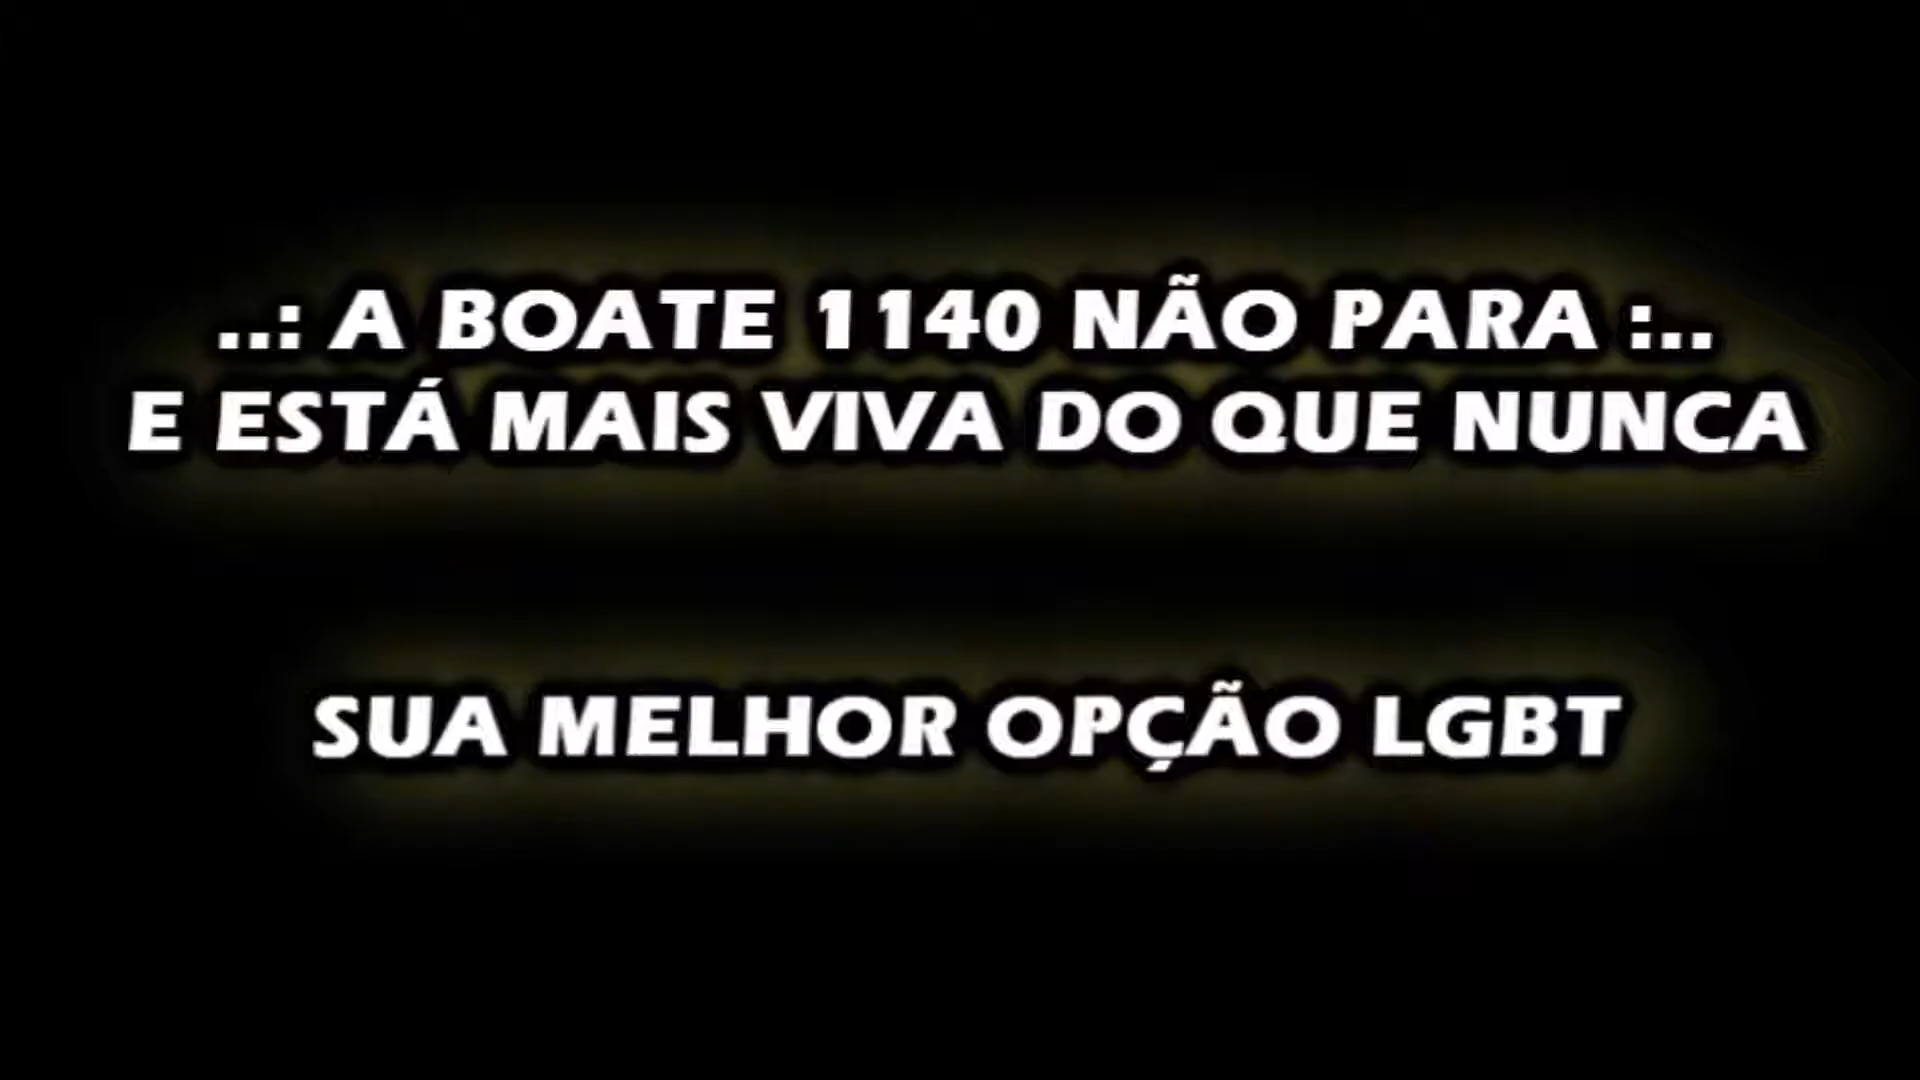 ..: A BOATE 1140 NÃO PARA :..
E ESTÁ MAIS VIVA DO QUE NUNCA
SUA MELHOR OPÇÃO LGBT